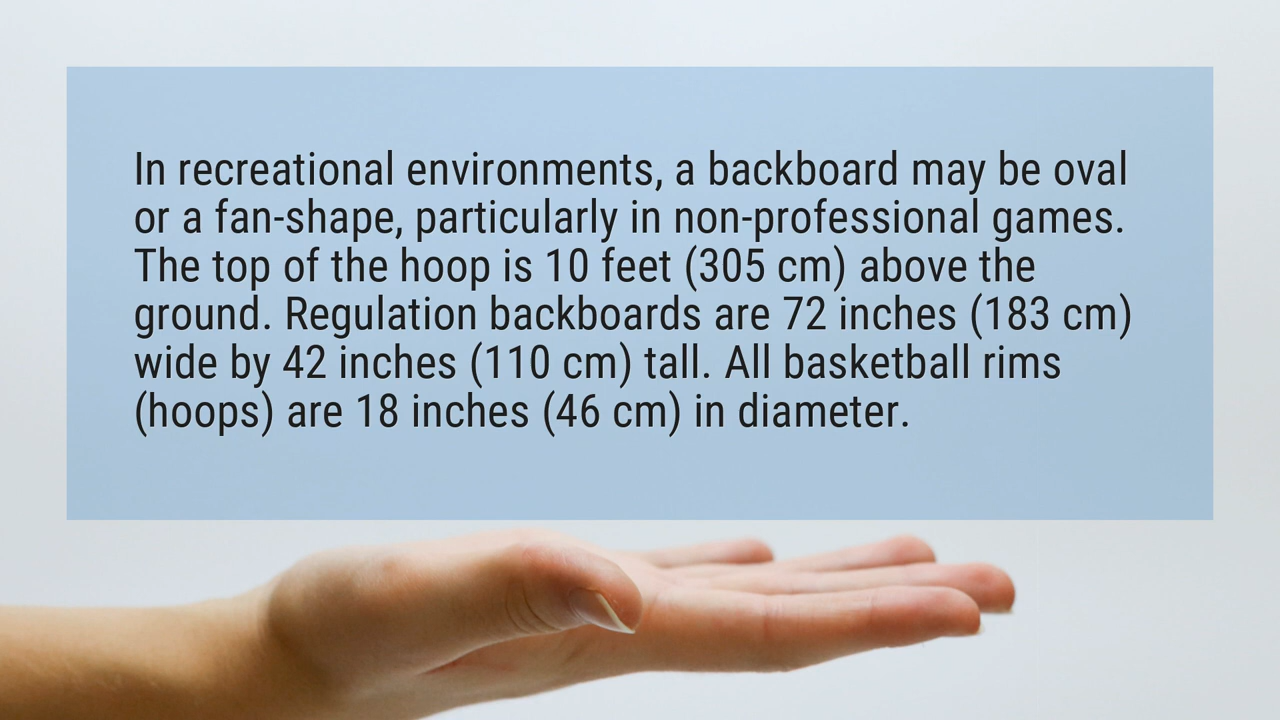 In recreational environments, a backboard may be oval
or a fan-shape, particularly in non-professional games.
The top of the hoop is 10 feet (305 cm) above the
ground. Regulation backboards are 72 inches (183 cm)
wide by 42 inches (110 cm) tall. All basketball rims
(hoops) are 18 inches (46 cm) in diameter.